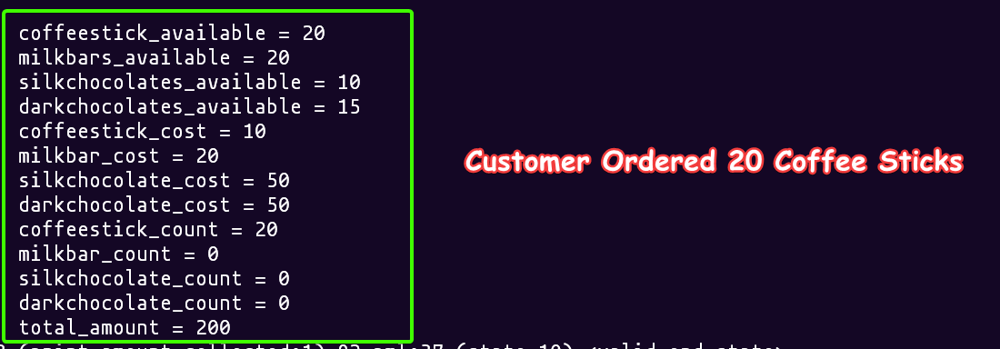 coffeestick_available = 20
milkbars_available = 20
silkchocolates_available = 10
darkchocolates_available = 15
coffeestick_cost = 10
milkbar_cost = 20
silkchocolate_cost = 50
darkchocolate_cost = 50
coffeestick_count = 20
milkbar_count = 0
silkchocolate_count = 0
darkchocolate_count = 0
total_amount = 200
Customer Ordered 20 Coffee Sticks